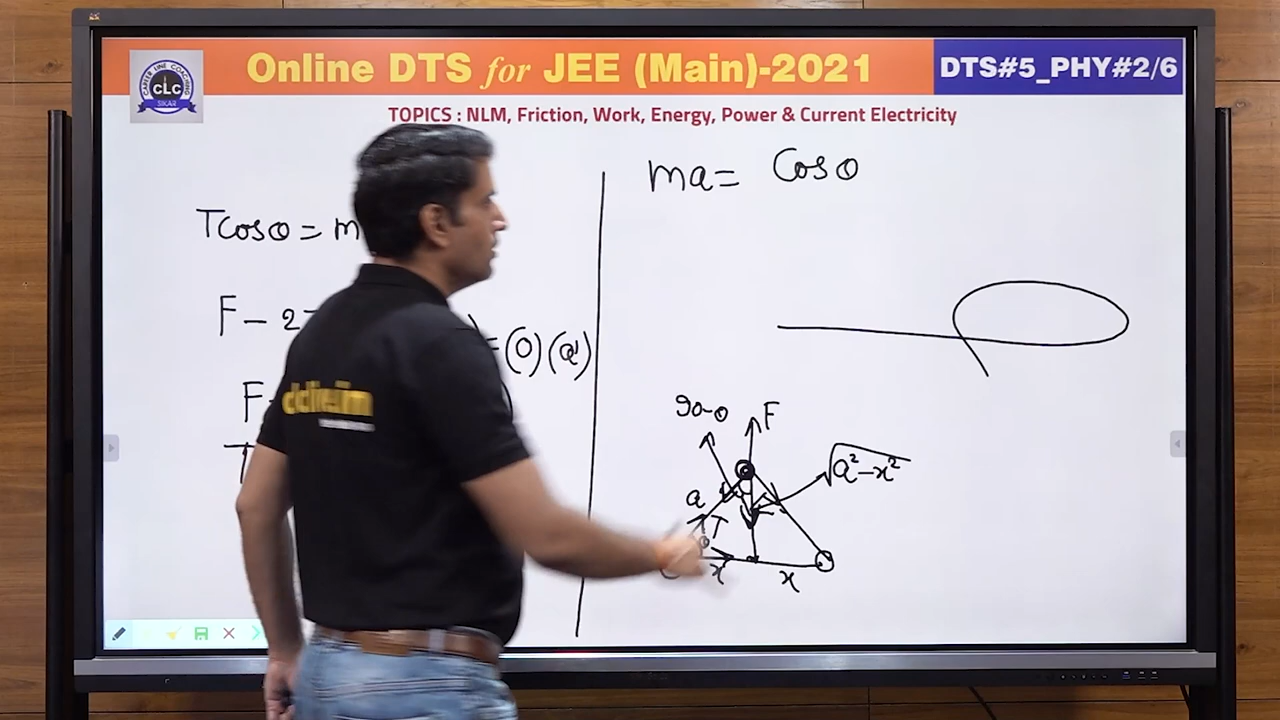 Online DTS for JEE (Main)-2021
DTS#5_PHY#2/6
CAREER LINE COACHING
CLC
SIKAR
TOPICS : NLM, Friction, Work, Energy, Power & Current Electricity
ma = Cosθ
Tcosθ = m
F - 2
= (0) (a')
F
90-θ
F
√a²-x²
a
T
θ
x
x